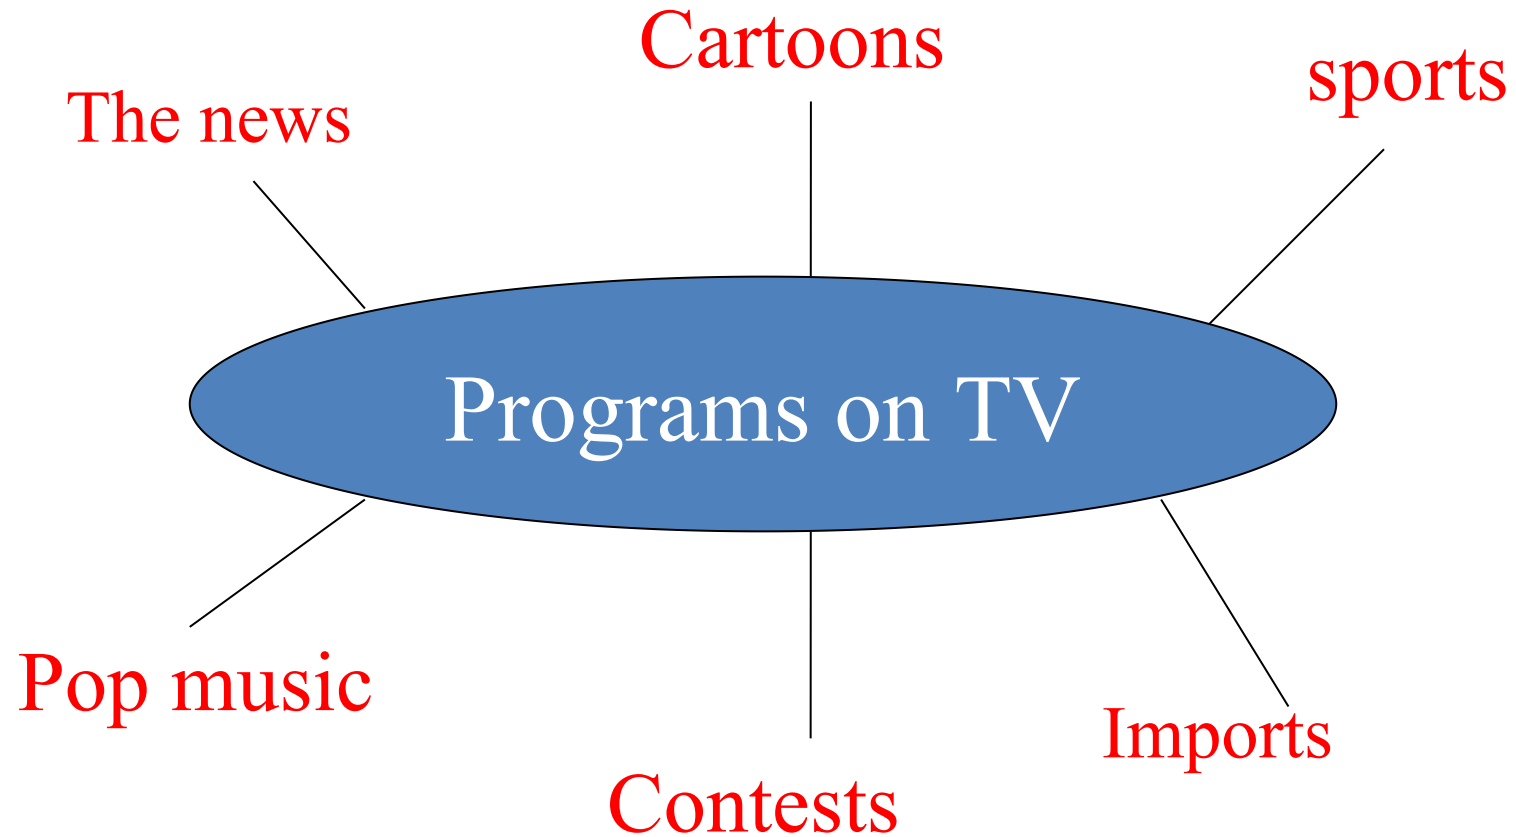 Cartoons
sports
The news
Programs on TV
Pop music
Imports
Contests